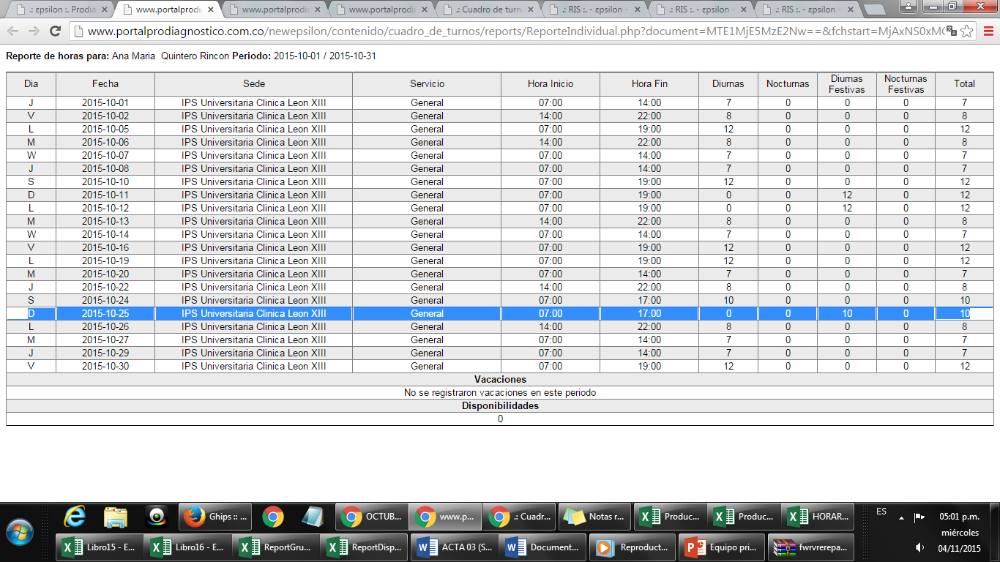 .: epsilon :. Prodia
www.portalprodiagnos
www.portalprodi
www.portalprodi
.: Cuadro de turn
.: RIS :. - epsilon -
.: RIS :. - epsilon -
.: RIS :. - epsilon -
www.portalprodiagnostico.com.co/newepsilon/contenido/cuadro_de_turnos/reports/ReporteIndividual.php?document=MTE1MjE5MzE2Nw==&fchstart=MjAxNS0xMC
Reporte de horas para: Ana Maria Quintero Rincon Periodo: 2015-10-01 / 2015-10-31
Dia Fecha Sede Servicio Hora Inicio Hora Fin Diurnas Nocturnas Diurnas Festivas Nocturnas Festivas Total
J 2015-10-01 IPS Universitaria Clinica Leon XIII General 07:00 14:00 7 0 0 0 7
V 2015-10-02 IPS Universitaria Clinica Leon XIII General 14:00 22:00 8 0 0 0 8
L 2015-10-05 IPS Universitaria Clinica Leon XIII General 07:00 19:00 12 0 0 0 12
M 2015-10-06 IPS Universitaria Clinica Leon XIII General 14:00 22:00 8 0 0 0 8
W 2015-10-07 IPS Universitaria Clinica Leon XIII General 07:00 14:00 7 0 0 0 7
J 2015-10-08 IPS Universitaria Clinica Leon XIII General 07:00 14:00 7 0 0 0 7
S 2015-10-10 IPS Universitaria Clinica Leon XIII General 07:00 19:00 12 0 0 0 12
D 2015-10-11 IPS Universitaria Clinica Leon XIII General 07:00 19:00 0 0 12 0 12
L 2015-10-12 IPS Universitaria Clinica Leon XIII General 07:00 19:00 0 0 12 0 12
M 2015-10-13 IPS Universitaria Clinica Leon XIII General 14:00 22:00 8 0 0 0 8
W 2015-10-14 IPS Universitaria Clinica Leon XIII General 07:00 14:00 7 0 0 0 7
V 2015-10-16 IPS Universitaria Clinica Leon XIII General 07:00 19:00 12 0 0 0 12
L 2015-10-19 IPS Universitaria Clinica Leon XIII General 07:00 19:00 12 0 0 0 12
M 2015-10-20 IPS Universitaria Clinica Leon XIII General 07:00 14:00 7 0 0 0 7
J 2015-10-22 IPS Universitaria Clinica Leon XIII General 14:00 22:00 8 0 0 0 8
S 2015-10-24 IPS Universitaria Clinica Leon XIII General 07:00 17:00 10 0 0 0 10
D 2015-10-25 IPS Universitaria Clinica Leon XIII General 07:00 17:00 0 0 10 0 10
L 2015-10-26 IPS Universitaria Clinica Leon XIII General 14:00 22:00 8 0 0 0 8
M 2015-10-27 IPS Universitaria Clinica Leon XIII General 07:00 14:00 7 0 0 0 7
J 2015-10-29 IPS Universitaria Clinica Leon XIII General 07:00 14:00 7 0 0 0 7
V 2015-10-30 IPS Universitaria Clinica Leon XIII General 07:00 19:00 12 0 0 0 12
Vacaciones
No se registraron vacaciones en este periodo
Disponibilidades
0
Ghips :: ...
OCTUB...
www.p...
.: Cuadr...
Notas r...
Produc...
Produc...
HORAR...
ES
05:01 p.m.
miércoles
04/11/2015
Libro15 - E...
Libro16 - E...
ReportGru...
ReportDisp...
ACTA 03 (S...
Document...
Reproduct...
Equipo pri...
fwrvrerepa...